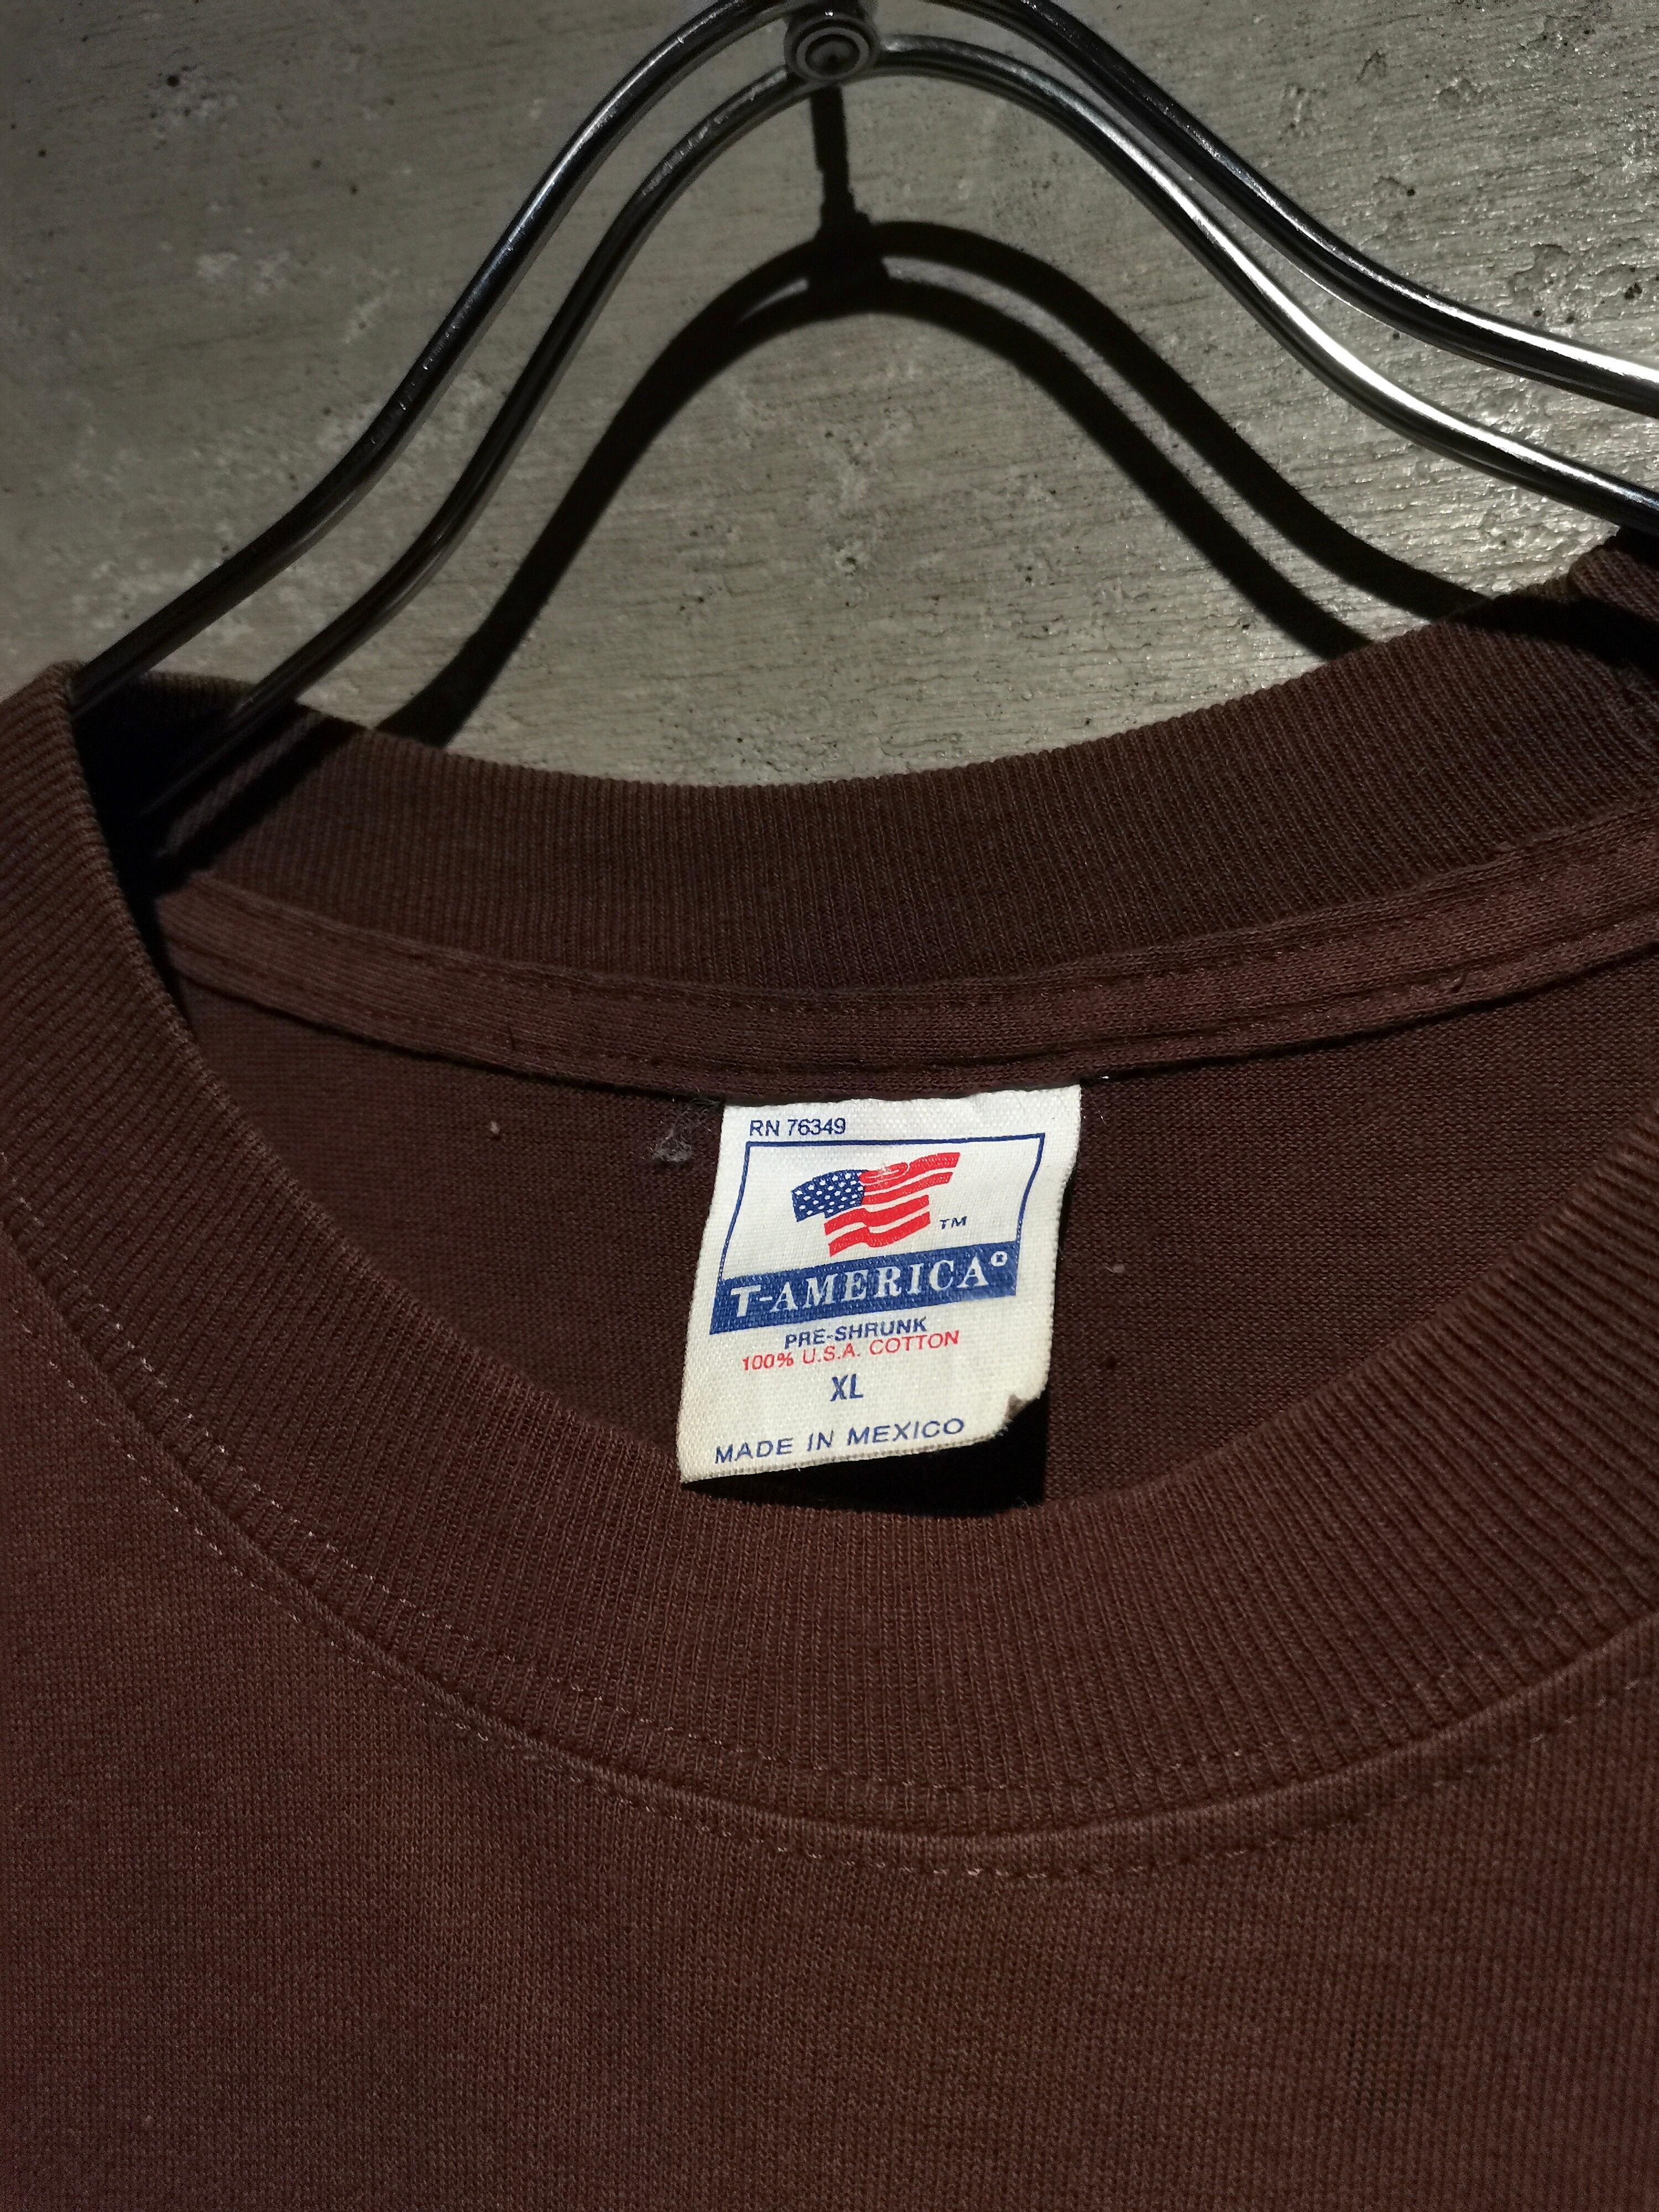 RN 76349
TM
T-AMERICA®
PRE-SHRUNK
100% U.S.A. COTTON
XL
MADE IN MEXICO